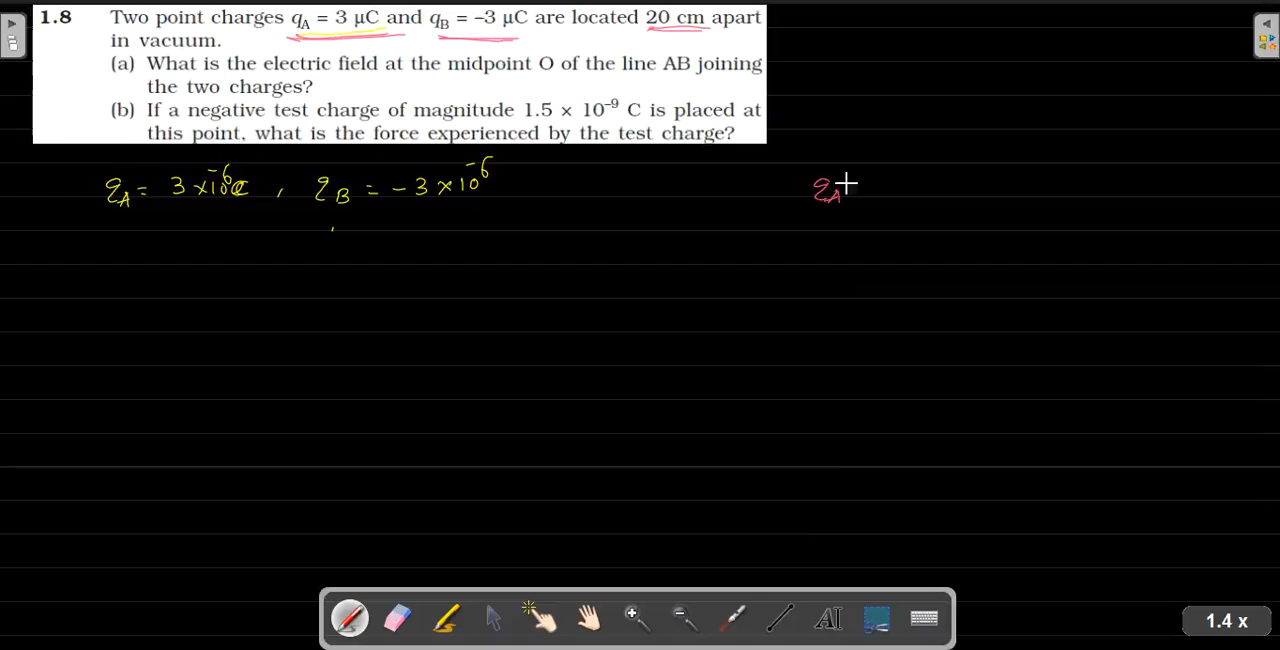 1.8 Two point charges qA = 3 μC and qB = –3 μC are located 20 cm apart
in vacuum.
(a) What is the electric field at the midpoint O of the line AB joining
the two charges?
(b) If a negative test charge of magnitude 1.5 × 10⁻⁹ C is placed at
this point, what is the force experienced by the test charge?
qA = 3 × 10⁻⁶ C , qB = – 3 × 10⁻⁶
qA
AI
1.4 x